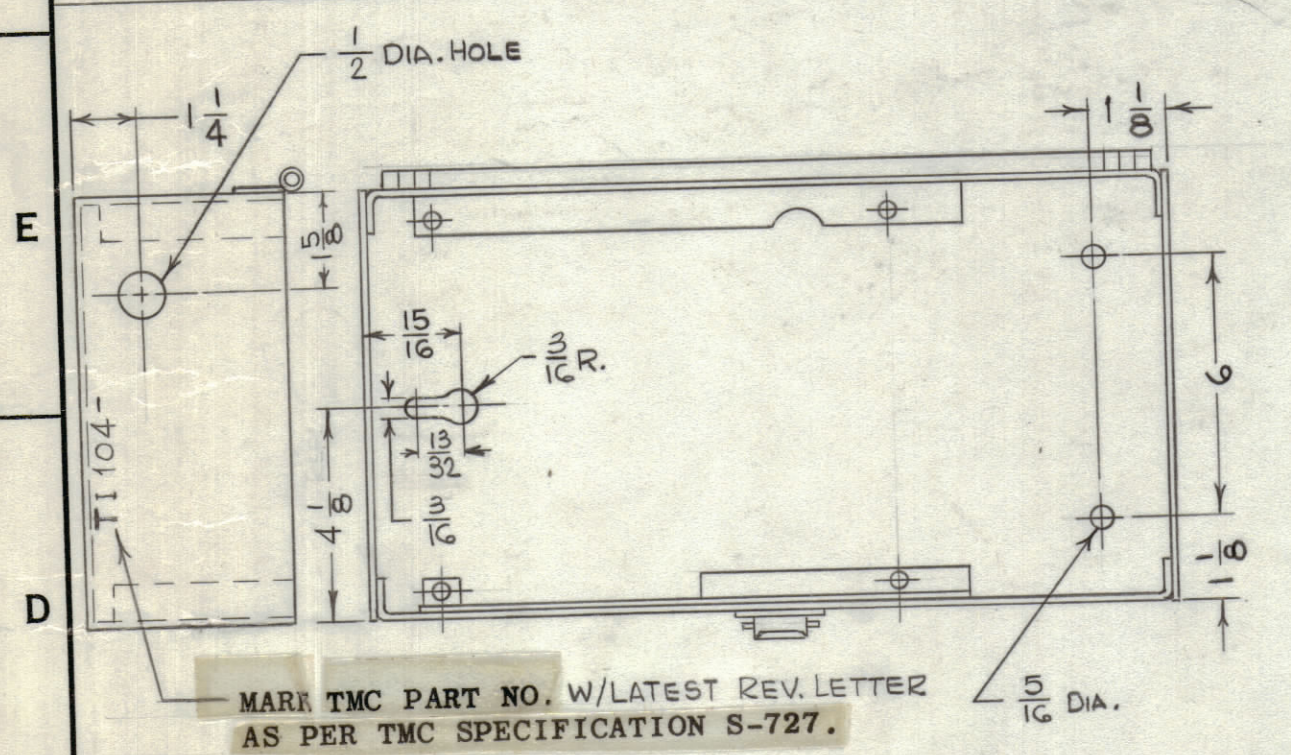 1/2 DIA. HOLE
1 1/4
1 1/8
E
1 5/8
15/16
3/16 R.
6
13/32
TI 104-
4 1/8
3/16
1 1/8
D
MARK TMC PART NO. W/LATEST REV. LETTER
5/16 DIA.
AS PER TMC SPECIFICATION S-727.